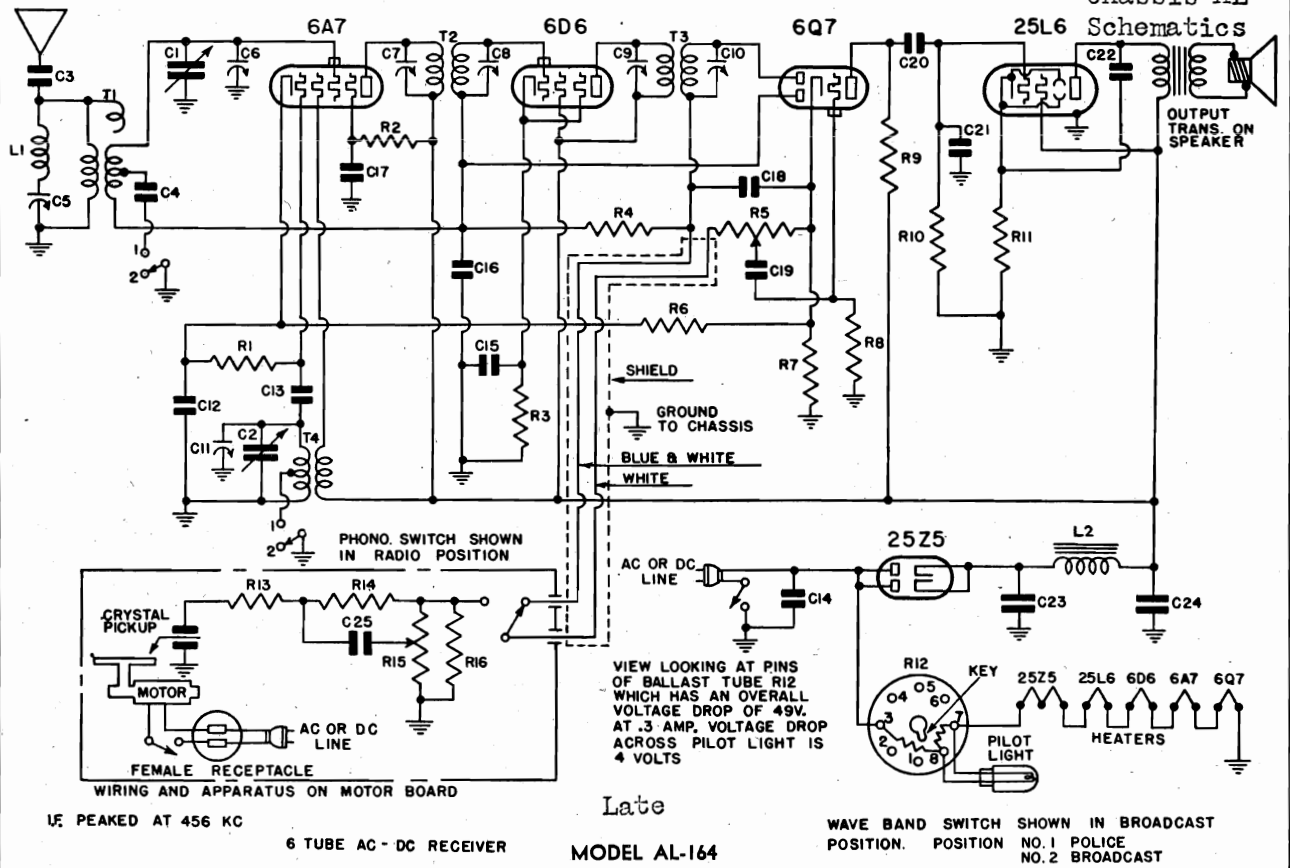 Chassis AL
Schematics
6A7
6D6
6Q7
25L6
C3
C1
C6
C7
T2
C8
C9
T3
C10
C20
C22
T1
R2
C17
L1
C5
C4
1
2
R9
C21
OUTPUT
TRANS. ON
SPEAKER
C18
R4
R5
C16
C19
R10
R11
R6
R1
C15
R7
R8
C13
C12
R3
SHIELD
GROUND
TO CHASSIS
C11
C2
T4
BLUE & WHITE
WHITE
1
2
PHONO. SWITCH SHOWN
IN RADIO POSITION
25Z5
L2
AC OR DC
LINE
C14
C23
C24
CRYSTAL
PICKUP
R13
R14
C25
R15
R16
MOTOR
AC OR DC
LINE
FEMALE RECEPTACLE
WIRING AND APPARATUS ON MOTOR BOARD
VIEW LOOKING AT PINS
OF BALLAST TUBE R12
WHICH HAS AN OVERALL
VOLTAGE DROP OF 49V.
AT .3 AMP. VOLTAGE DROP
ACROSS PILOT LIGHT IS
4 VOLTS
R12
KEY
4
5
6
3
7
2
1
8
PILOT
LIGHT
25Z5
25L6
6D6
6A7
6Q7
HEATERS
I.F. PEAKED AT 456 KC
6 TUBE AC - DC RECEIVER
Late
MODEL AL-164
WAVE BAND SWITCH SHOWN IN BROADCAST
POSITION. POSITION NO. 1 POLICE
NO. 2 BROADCAST